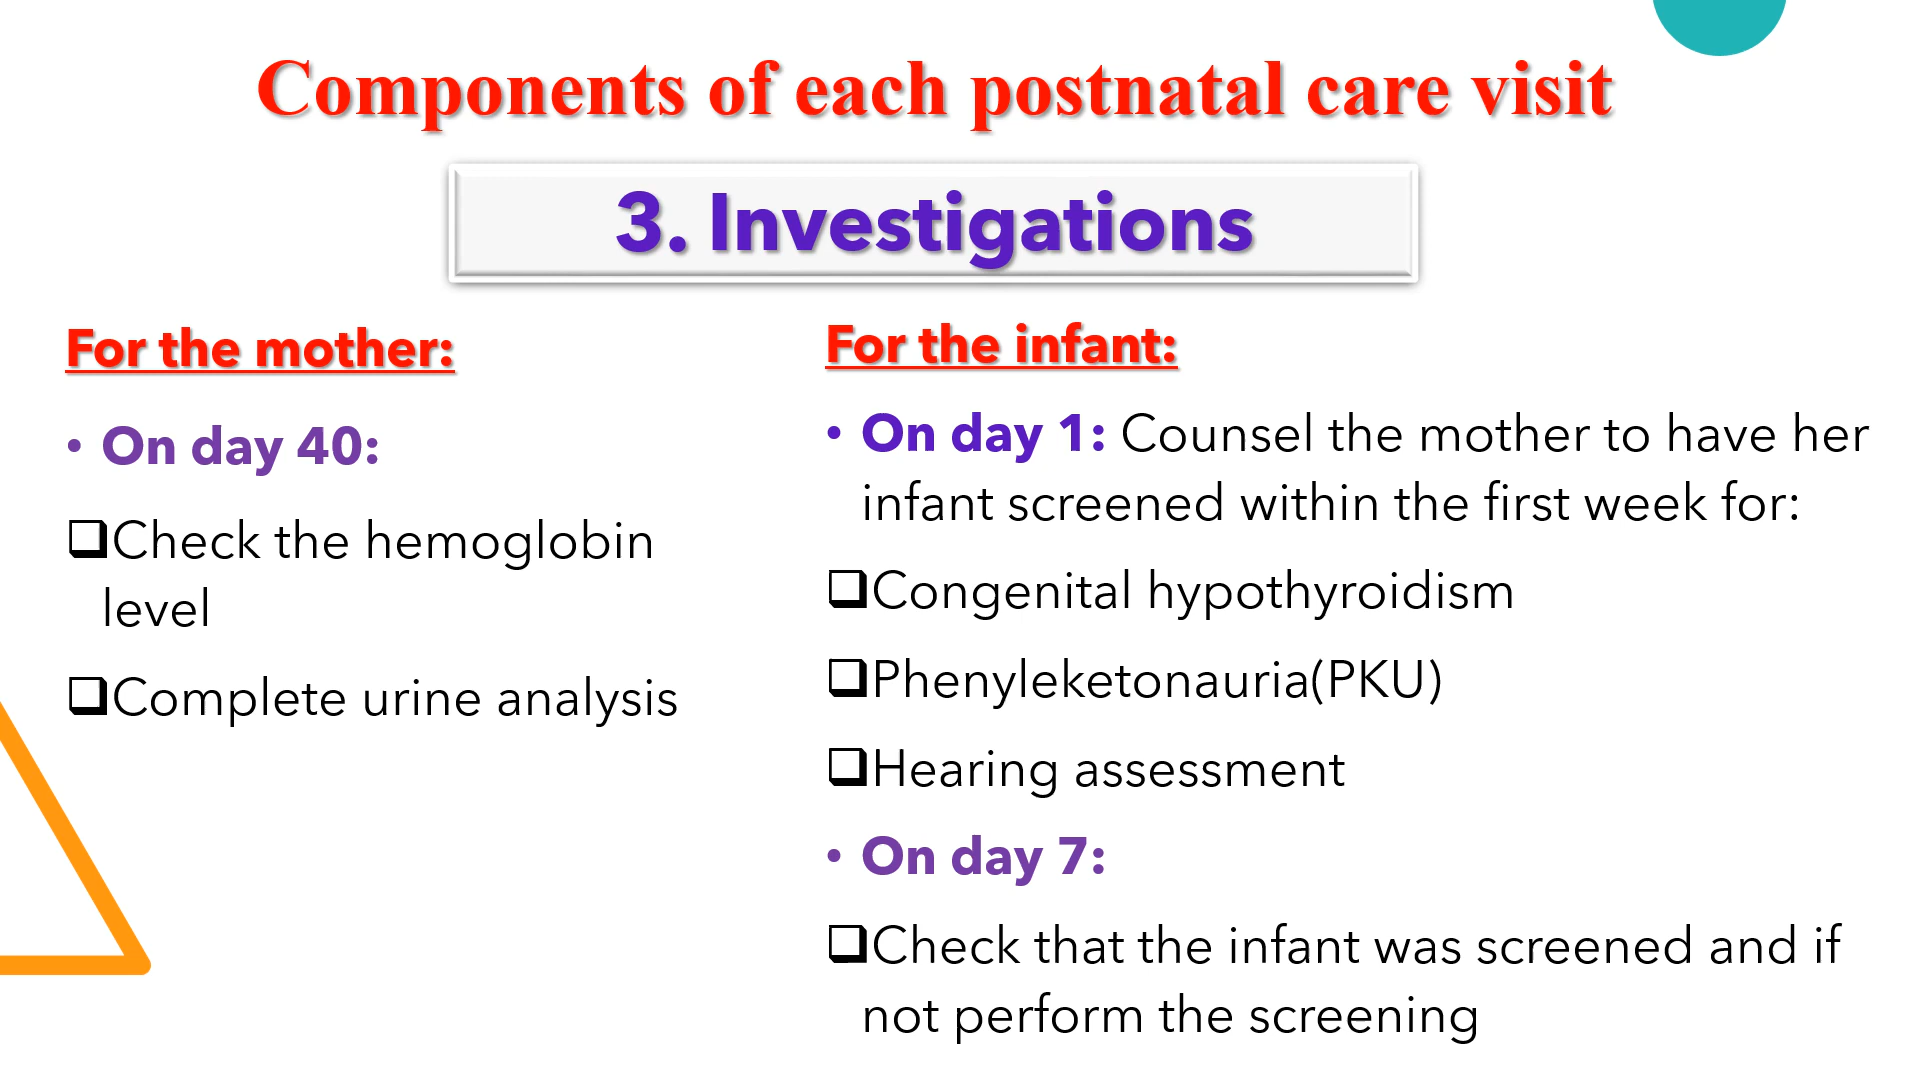 Components of each postnatal care visit
3. Investigations
For the mother:
• On day 40:
❑Check the hemoglobin
level
❑Complete urine analysis
For the infant:
• On day 1: Counsel the mother to have her
infant screened within the first week for:
❑Congenital hypothyroidism
❑Phenyleketonauria(PKU)
❑Hearing assessment
• On day 7:
❑Check that the infant was screened and if
not perform the screening